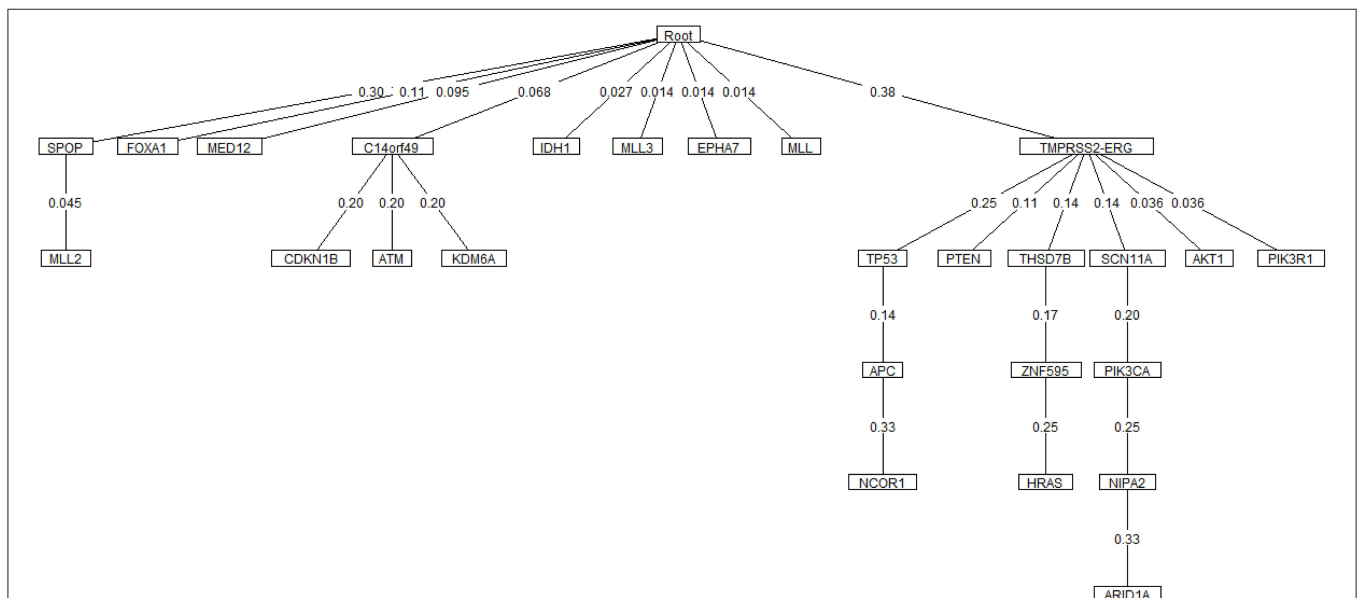 Root
0.30 0.11 0.095 0.068 0.027 0.014 0.014 0.014 0.38
SPOP FOXA1 MED12 C14orf49 IDH1 MLL3 EPHA7 MLL TMPRSS2-ERG
0.045 0.20 0.20 0.20 0.25 0.11 0.14 0.14 0.036 0.036
MLL2 CDKN1B ATM KDM6A TP53 PTEN THSD7B SCN11A AKT1 PIK3R1
0.14 0.17 0.20
APC ZNF595 PIK3CA
0.33 0.25 0.25
NCOR1 HRAS NIPA2
0.33
ARID1A